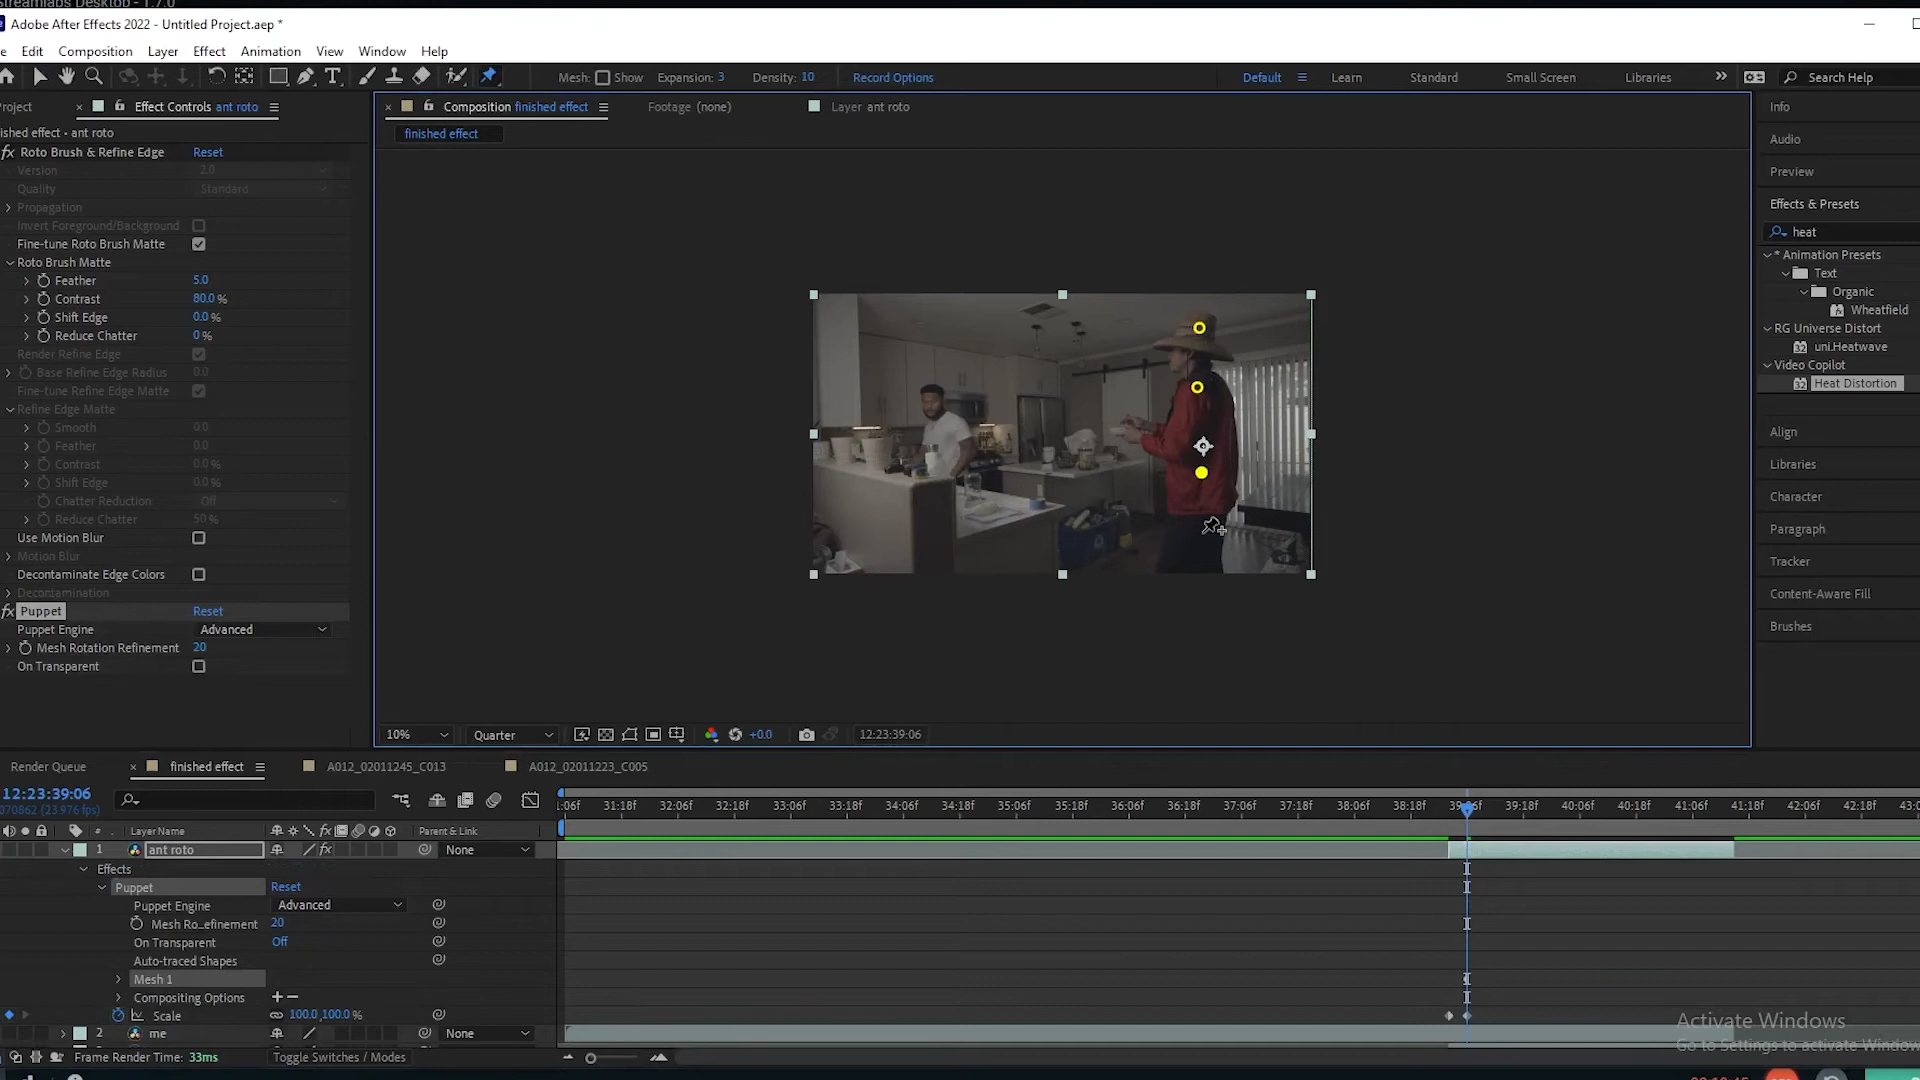 Streamlabs Desktop - 1.7.0
Adobe After Effects 2022 - Untitled Project.aep *
e Edit Composition Layer Effect Animation View Window Help
Mesh: Show Expansion: 3 Density: 10 Record Options Default Learn Standard Small Screen Libraries Search Help
roject Effect Controls ant roto
ished effect - ant roto
fx Roto Brush & Refine Edge Reset
Version 2.0
Quality Standard
Propagation
Invert Foreground/Background
Fine-tune Roto Brush Matte
Roto Brush Matte
Feather 5.0
Contrast 80.0 %
Shift Edge 0.0 %
Reduce Chatter 0 %
Render Refine Edge
Base Refine Edge Radius 0.0
Fine-tune Refine Edge Matte
Refine Edge Matte
Smooth 0.0
Feather 0.0
Contrast 0.0 %
Shift Edge 0.0 %
Chatter Reduction Off
Reduce Chatter 50 %
Use Motion Blur
Motion Blur
Decontaminate Edge Colors
Decontamination
fx Puppet Reset
Puppet Engine Advanced
Mesh Rotation Refinement 20
On Transparent
Composition finished effect Footage (none) Layer ant roto
finished effect
10% Quarter +0.0 12:23:39:06
Info
Audio
Preview
Effects & Presets
heat
* Animation Presets
Text
Organic
Wheatfield
RG Universe Distort
uni.Heatwave
Video Copilot
Heat Distortion
Align
Libraries
Character
Paragraph
Tracker
Content-Aware Fill
Brushes
Render Queue finished effect A012_02011245_C013 A012_02011223_C005
12:23:39:06
070862 (23.976 fps)
:06f 31:18f 32:06f 32:18f 33:06f 33:18f 34:06f 34:18f 35:06f 35:18f 36:06f 36:18f 37:06f 37:18f 38:06f 38:18f 39:06f 39:18f 40:06f 40:18f 41:06f 41:18f 42:06f 42:18f 43:0
# Layer Name Parent & Link
1 ant roto None
Effects
Puppet Reset
Puppet Engine Advanced
Mesh Ro...efinement 20
On Transparent Off
Auto-traced Shapes
Mesh 1
Compositing Options + –
Scale 100.0,100.0 %
2 me None
Frame Render Time: 33ms Toggle Switches / Modes
Activate Windows
Go to Settings to activate Window